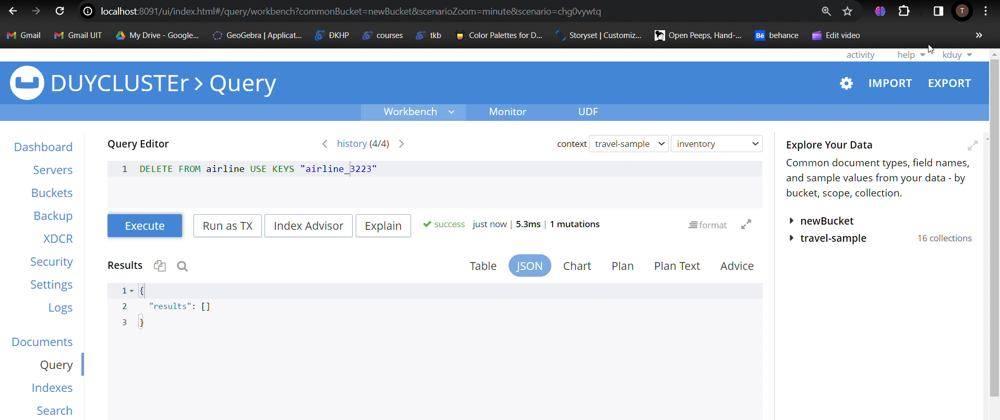 localhost:8091/ui/index.html#/query/workbench?commonBucket=newBucket&scenarioZoom=minute&scenario=chg0vywtq
T
Gmail
Gmail UIT
My Drive - Google...
GeoGebra | Applicat...
ĐKHP
courses
tkb
Color Palettes for D...
Storyset | Customiz...
Open Peeps, Hand-...
Bē behance
Edit video
»
activity
help
kduy
DUYCLUSTEr > Query
IMPORT
EXPORT
Workbench
Monitor
UDF
Dashboard
Servers
Buckets
Backup
XDCR
Security
Settings
Logs
Documents
Query
Indexes
Search
Query Editor
history (4/4)
context travel-sample inventory
1 DELETE FROM airline USE KEYS "airline_3223"
Execute
Run as TX
Index Advisor
Explain
success just now | 5.3ms | 1 mutations
format
Results
Table
JSON
Chart
Plan
Plan Text
Advice
1 {
2 "results": []
3 }
Explore Your Data
Common document types, field names,
and sample values from your data - by
bucket, scope, collection.
newBucket
travel-sample 16 collections